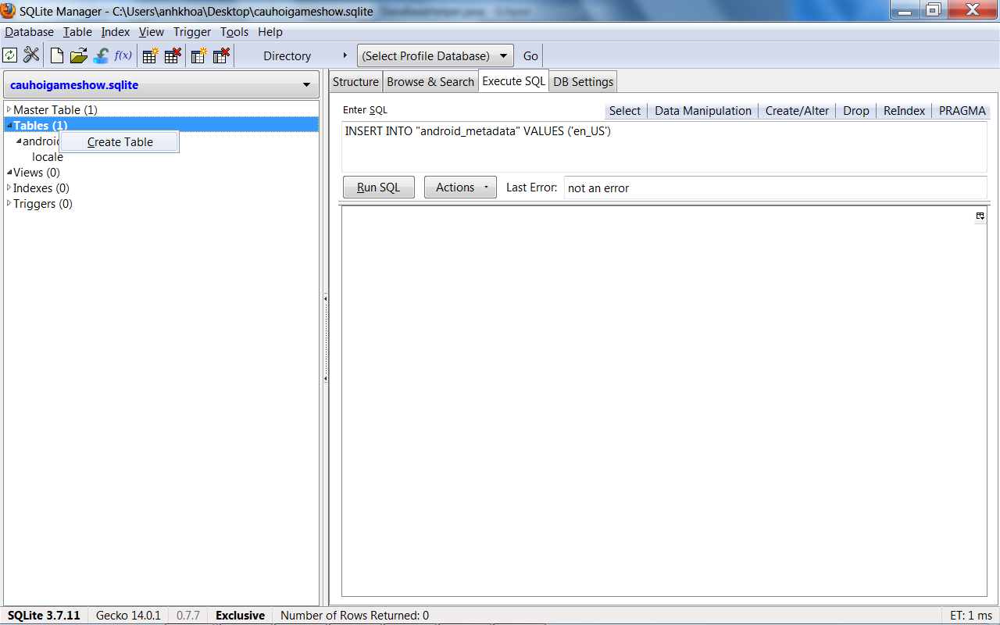 SQLite Manager - C:\Users\anhkhoa\Desktop\cauhoigameshow.sqlite
Database Table Index View Trigger Tools Help
f(x) Directory (Select Profile Database) Go
cauhoigameshow.sqlite
Structure Browse & Search Execute SQL DB Settings
Master Table (1)
Tables (1)
Create Table
locale
Views (0)
Indexes (0)
Triggers (0)
Enter SQL Select Data Manipulation Create/Alter Drop ReIndex PRAGMA
INSERT INTO "android_metadata" VALUES ('en_US')
Run SQL Actions Last Error: not an error
SQLite 3.7.11 Gecko 14.0.1 0.7.7 Exclusive Number of Rows Returned: 0 ET: 1 ms